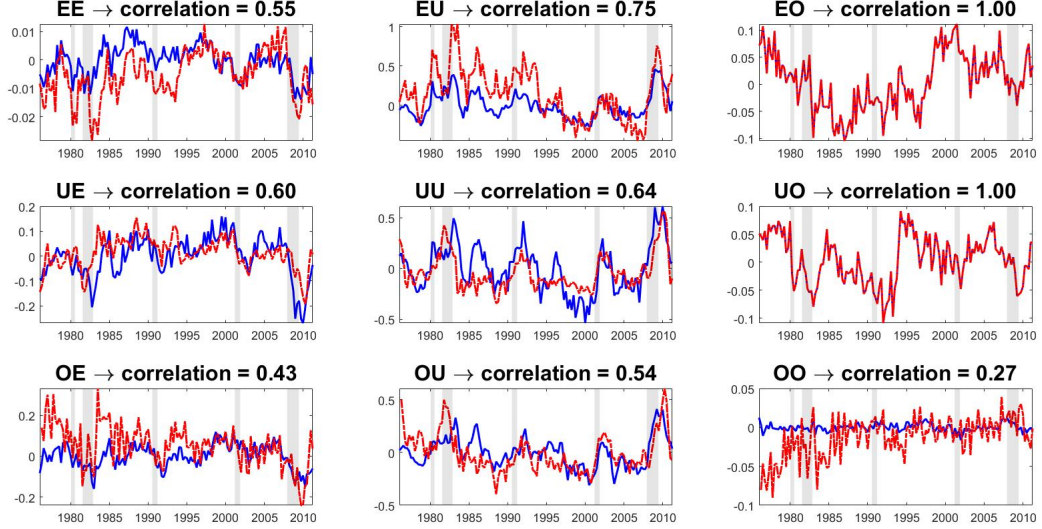 EE → correlation = 0.55
EU → correlation = 0.75
EO → correlation = 1.00
0.01
0
-0.01
-0.02
1980 1985 1990 1995 2000 2005 2010
1
0.5
0
1980 1985 1990 1995 2000 2005 2010
0.1
0.05
0
-0.05
-0.1
1980 1985 1990 1995 2000 2005 2010
UE → correlation = 0.60
UU → correlation = 0.64
UO → correlation = 1.00
0.2
0.1
0
-0.1
-0.2
1980 1985 1990 1995 2000 2005 2010
0.5
0
-0.5
1980 1985 1990 1995 2000 2005 2010
0.1
0.05
0
-0.05
-0.1
1980 1985 1990 1995 2000 2005 2010
OE → correlation = 0.43
OU → correlation = 0.54
OO → correlation = 0.27
0.2
0
-0.2
1980 1985 1990 1995 2000 2005 2010
0.5
0
-0.5
1980 1985 1990 1995 2000 2005 2010
0.05
0
-0.05
-0.1
1980 1985 1990 1995 2000 2005 2010